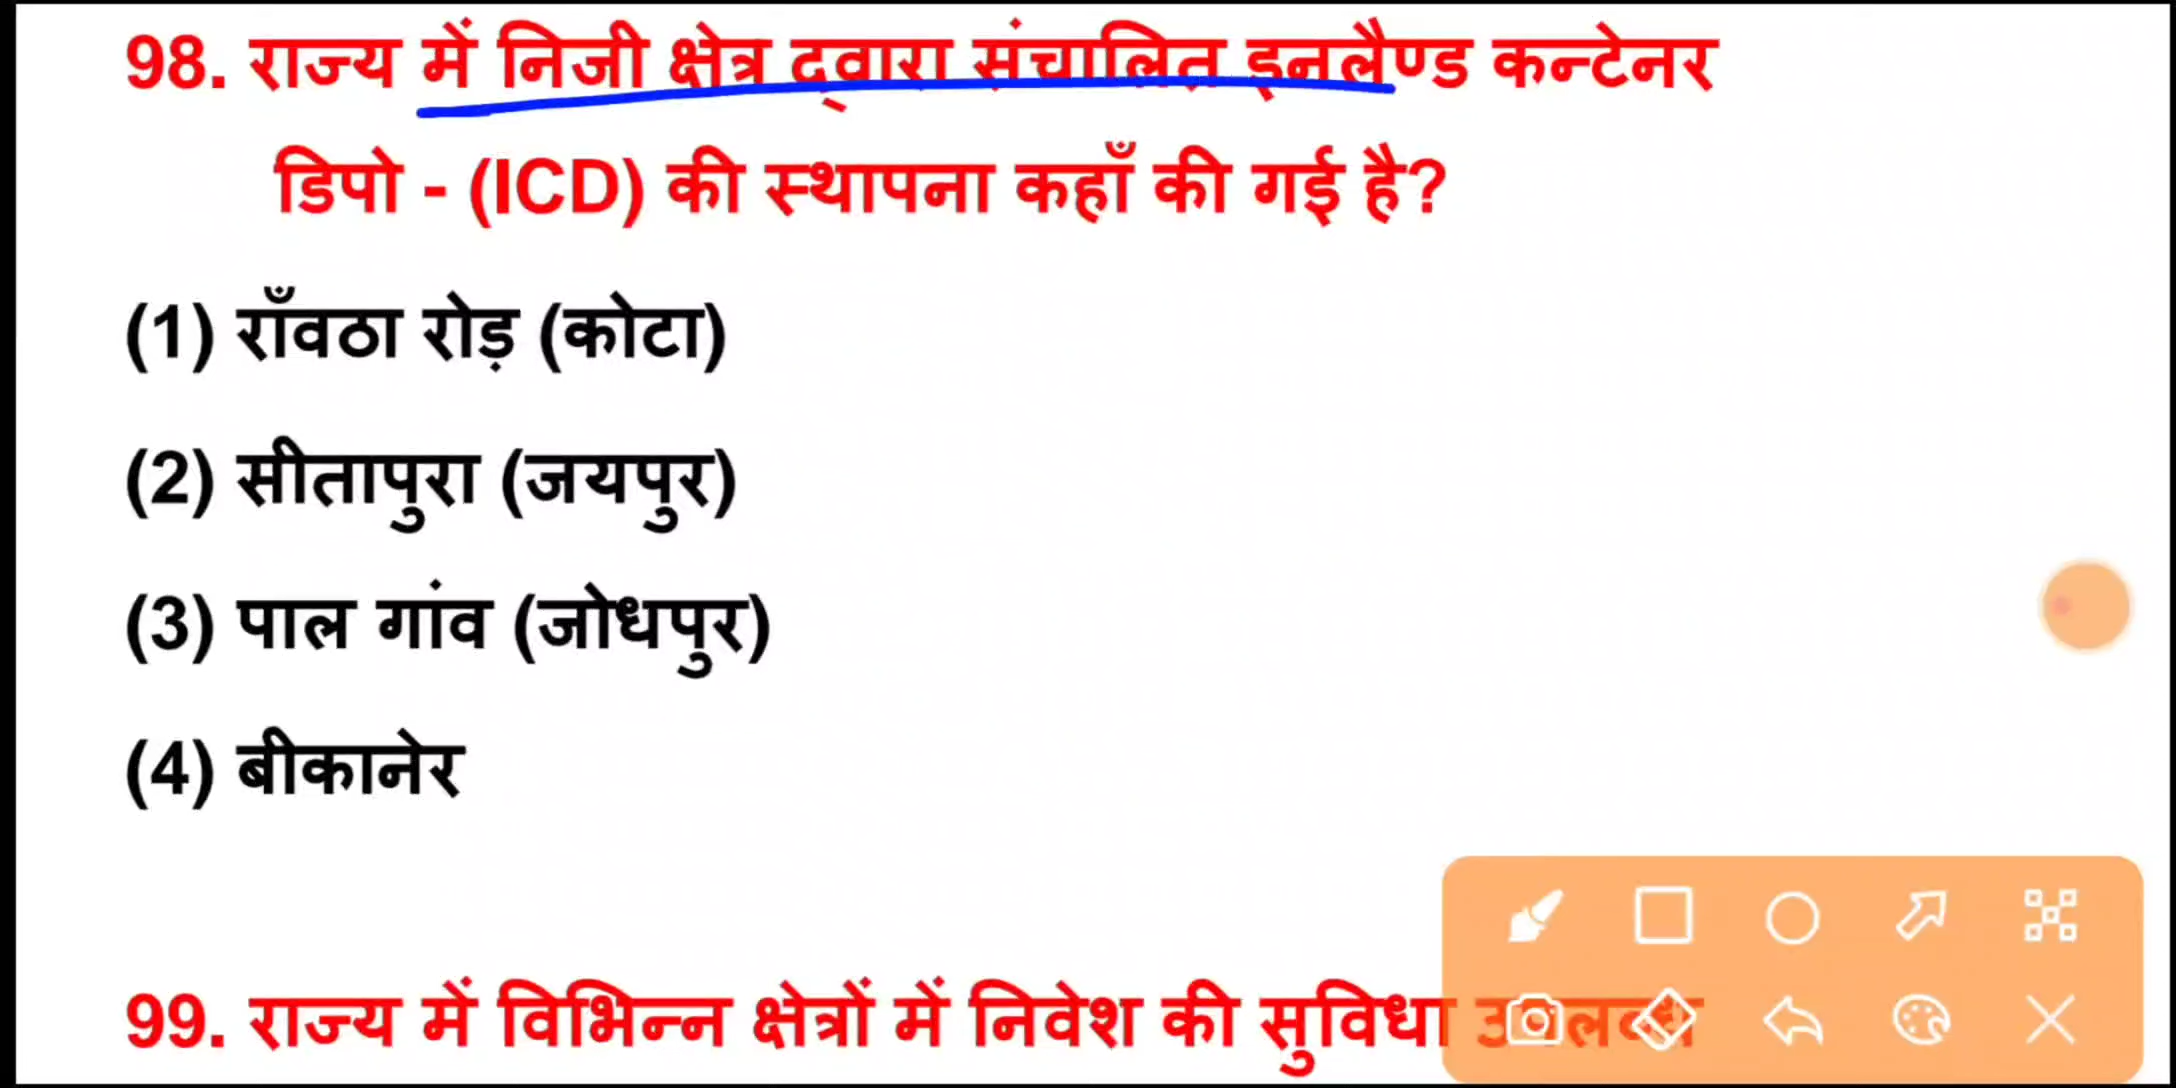 98. राज्य में निजी क्षेत्र द्वारा संचालित इनलैण्ड कन्टेनर
डिपो - (ICD) की स्थापना कहाँ की गई है?
(1) राँवठा रोड़ (कोटा)
(2) सीतापुरा (जयपुर)
(3) पाल गांव (जोधपुर)
(4) बीकानेर
99. राज्य में विभिन्न क्षेत्रों में निवेश की सुविधा